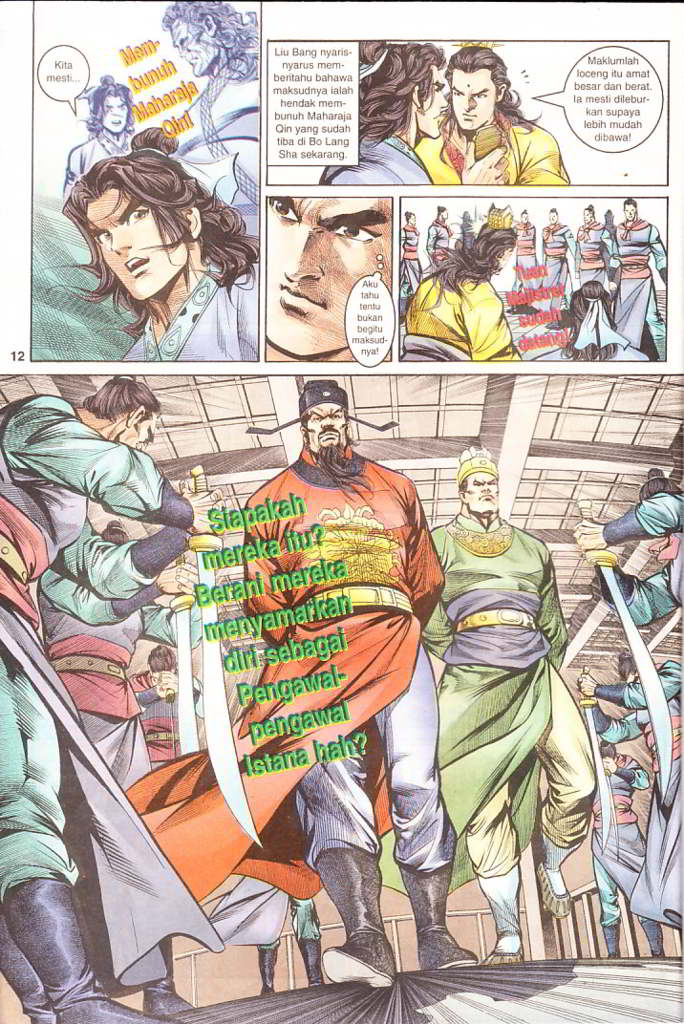 Kita
mesti...
Mem-
bunuh
Maharaja
Qin!
Liu Bang nyaris-
nyarus mem-
beritahu bahawa
maksudnya ialah
hendak mem-
bunuh Maharaja
Qin yang sudah
tiba di Bo Lang
Sha sekarang.
Maklumlah
loceng itu amat
besar dan berat.
Ia mesti dilebur-
kan supaya
lebih mudah
dibawa!
Aku
tahu
tentu
bukan
begitu
maksud-
nya!
Tuan
Majistret
sudah
datang!
12
Siapakah
mereka itu?
Berani mereka
menyamarkan
diri sebagai
Pengawal-
pengawal
Istana hah?